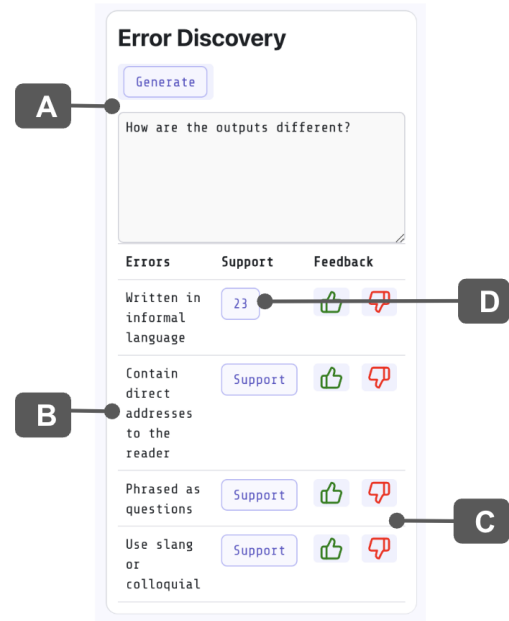 Error Discovery
Generate
A
How are the outputs different?
Errors Support Feedback
Written in 23
informal
language
D
Contain Support
direct
addresses
to the
reader
B
Phrased as Support
questions
C
Use slang Support
or
colloquial